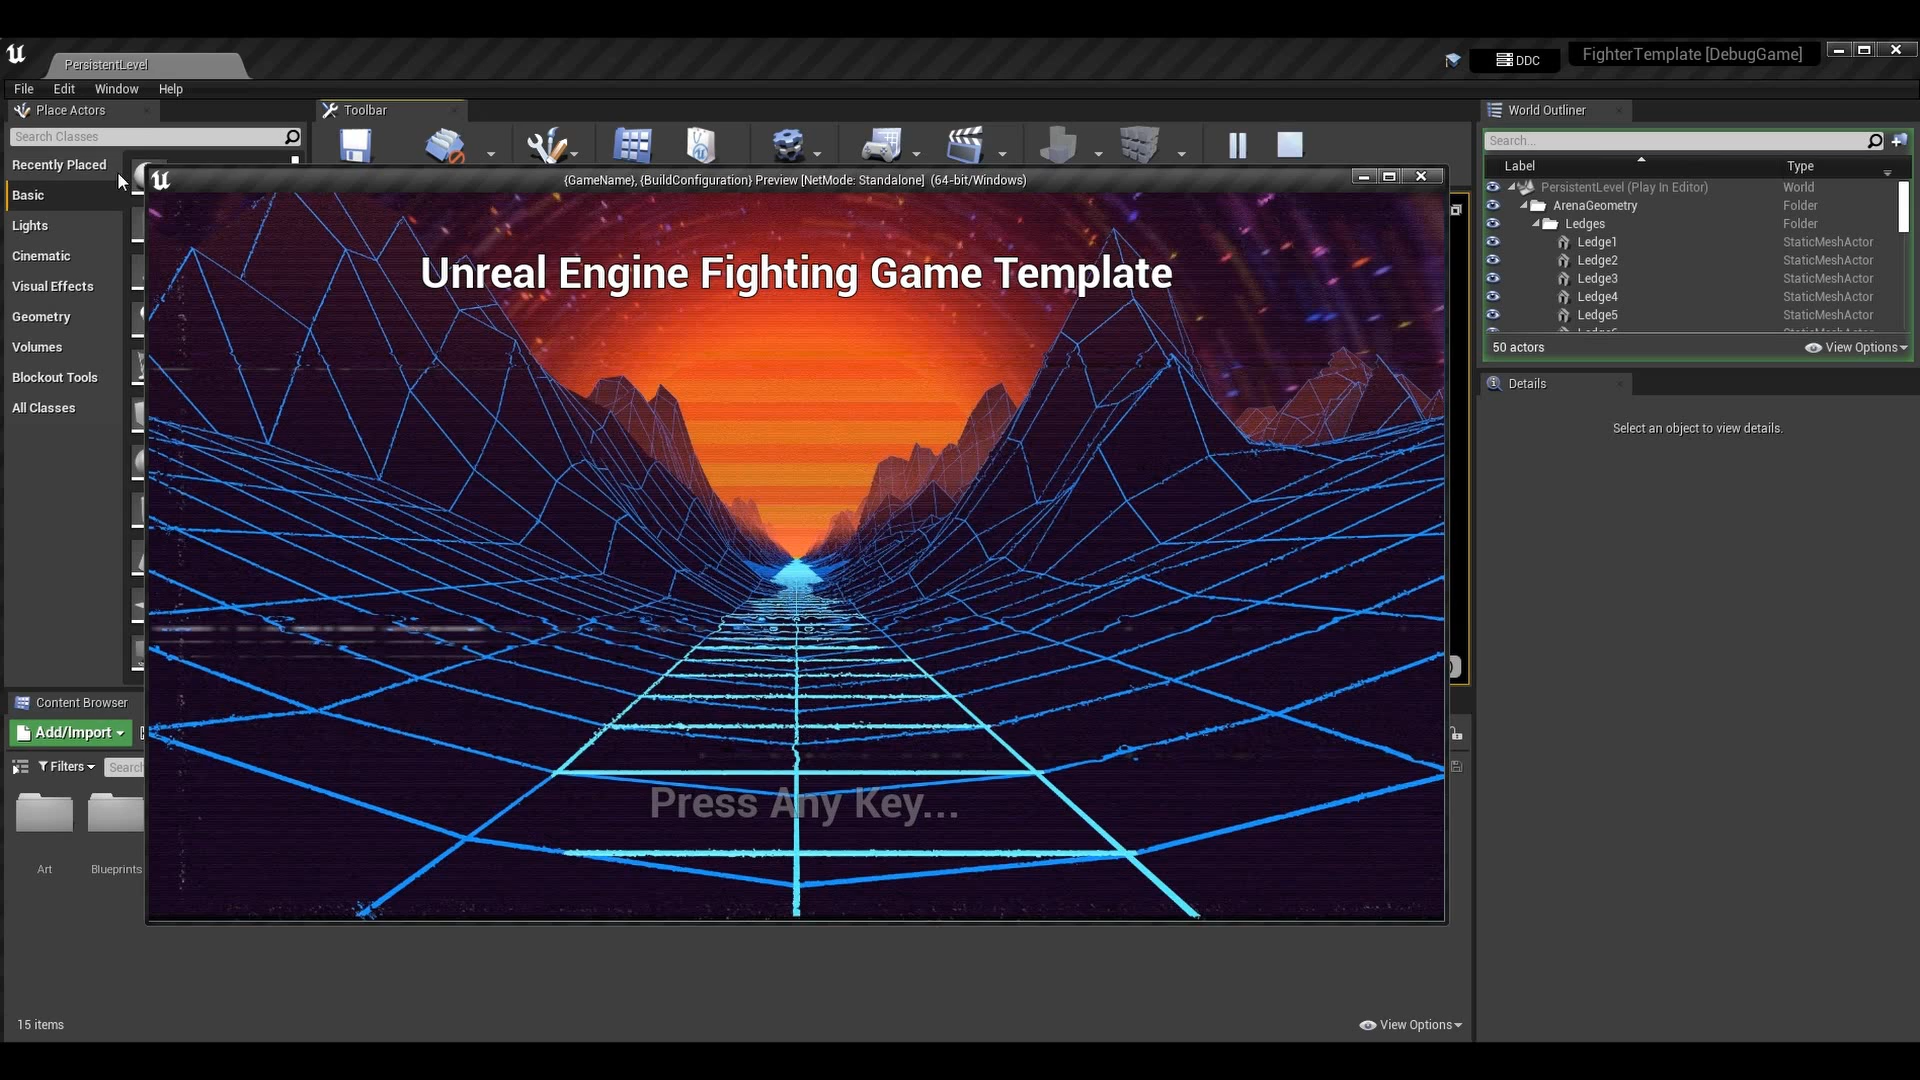 PersistentLevel
DDC
FighterTemplate [DebugGame]
File Edit Window Help
Place Actors
Toolbar
World Outliner
Search Classes
Search...
Recently Placed
Label
Type
{GameName}, {BuildConfiguration} Preview [NetMode: Standalone] (64-bit/Windows)
PersistentLevel (Play In Editor)
World
Basic
ArenaGeometry
Folder
Lights
Ledges
Folder
Ledge1
StaticMeshActor
Cinematic
Ledge2
StaticMeshActor
Unreal Engine Fighting Game Template
Ledge3
StaticMeshActor
Visual Effects
Ledge4
StaticMeshActor
Geometry
Ledge5
StaticMeshActor
Volumes
50 actors
View Options
Blockout Tools
Details
All Classes
Select an object to view details.
Content Browser
Add/Import
Filters
Search
Press Any Key...
Art
Blueprints
15 items
View Options